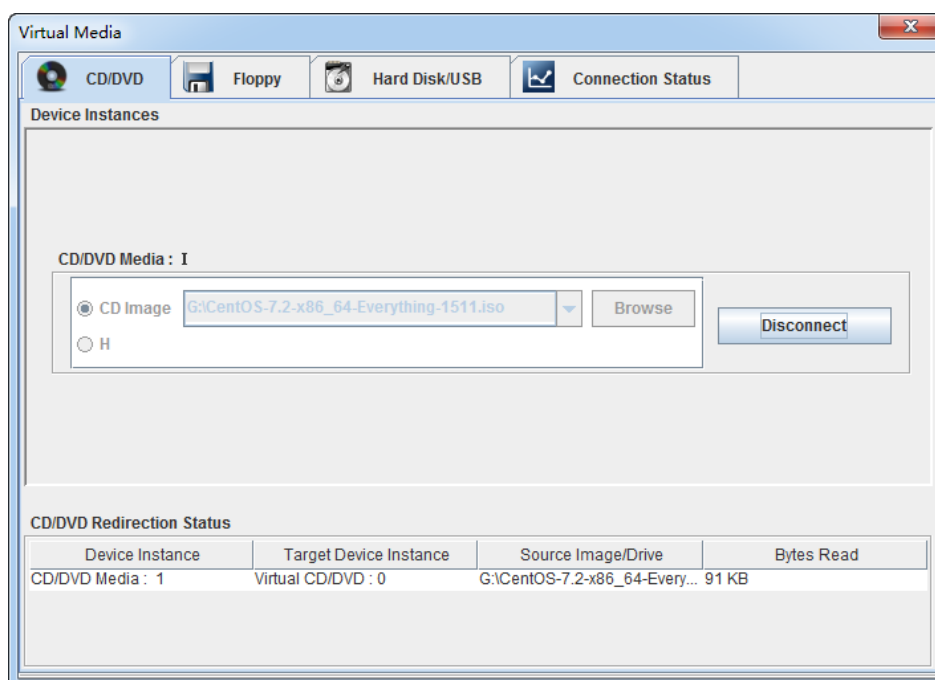 Virtual Media
CD/DVD Floppy Hard Disk/USB Connection Status
Device Instances
CD/DVD Media : I
CD Image G:\CentOS-7.2-x86_64-Everything-1511.iso Browse
Disconnect
H
CD/DVD Redirection Status
Device Instance Target Device Instance Source Image/Drive Bytes Read
CD/DVD Media : 1 Virtual CD/DVD : 0 G:\CentOS-7.2-x86_64-Every... 91 KB